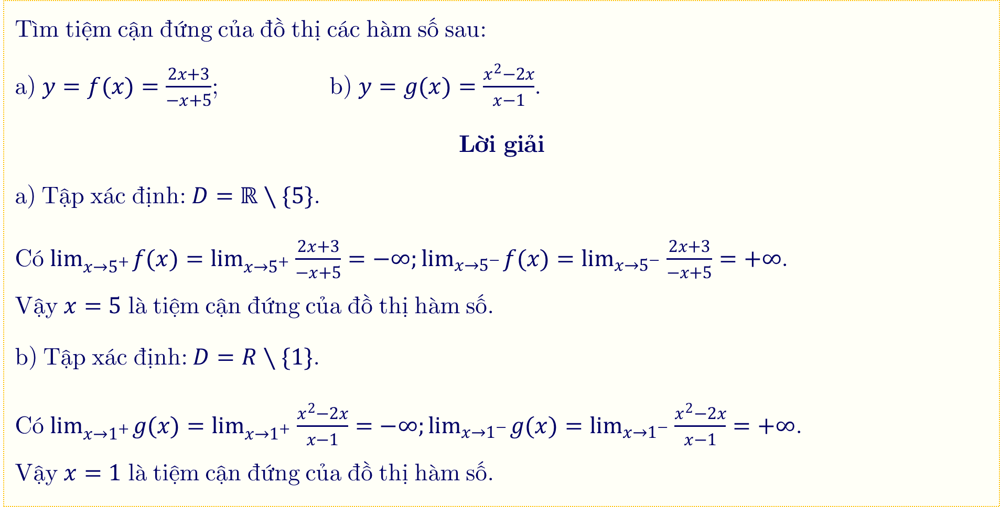 Tìm tiệm cận đứng của đồ thị các hàm số sau:
a) $y = f(x) = \frac{2x+3}{-x+5}$; b) $y = g(x) = \frac{x^2-2x}{x-1}$.
Lời giải
a) Tập xác định: $D = \mathbb{R} \setminus \{5\}$.
Có $\lim_{x \to 5^+} f(x) = \lim_{x \to 5^+} \frac{2x+3}{-x+5} = -\infty; \lim_{x \to 5^-} f(x) = \lim_{x \to 5^-} \frac{2x+3}{-x+5} = +\infty$.
Vậy $x = 5$ là tiệm cận đứng của đồ thị hàm số.
b) Tập xác định: $D = R \setminus \{1\}$.
Có $\lim_{x \to 1^+} g(x) = \lim_{x \to 1^+} \frac{x^2-2x}{x-1} = -\infty; \lim_{x \to 1^-} g(x) = \lim_{x \to 1^-} \frac{x^2-2x}{x-1} = +\infty$.
Vậy $x = 1$ là tiệm cận đứng của đồ thị hàm số.